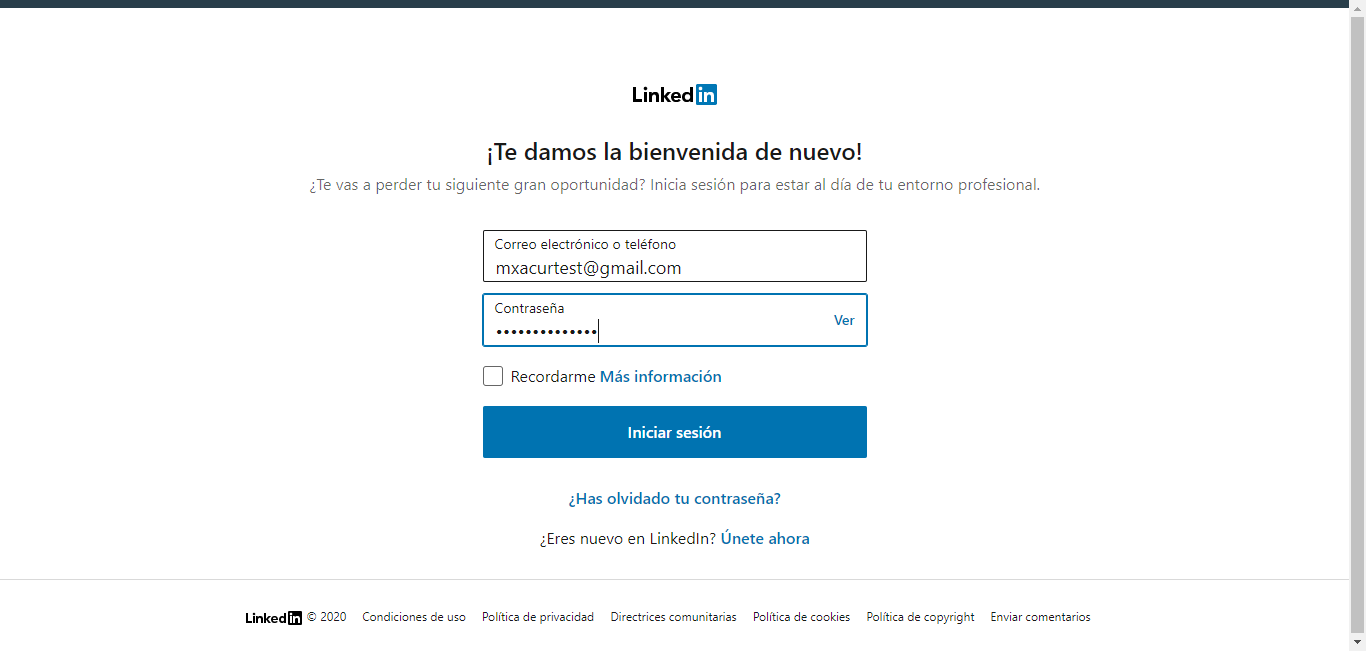 LinkedIn
¡Te damos la bienvenida de nuevo!
¿Te vas a perder tu siguiente gran oportunidad? Inicia sesión para estar al día de tu entorno profesional.
Correo electrónico o teléfono
mxacurtest@gmail.com
Contraseña
••••••••••••••
Ver
Recordarme Más información
Iniciar sesión
¿Has olvidado tu contraseña?
¿Eres nuevo en LinkedIn? Únete ahora
LinkedIn © 2020 Condiciones de uso Política de privacidad Directrices comunitarias Política de cookies Política de copyright Enviar comentarios